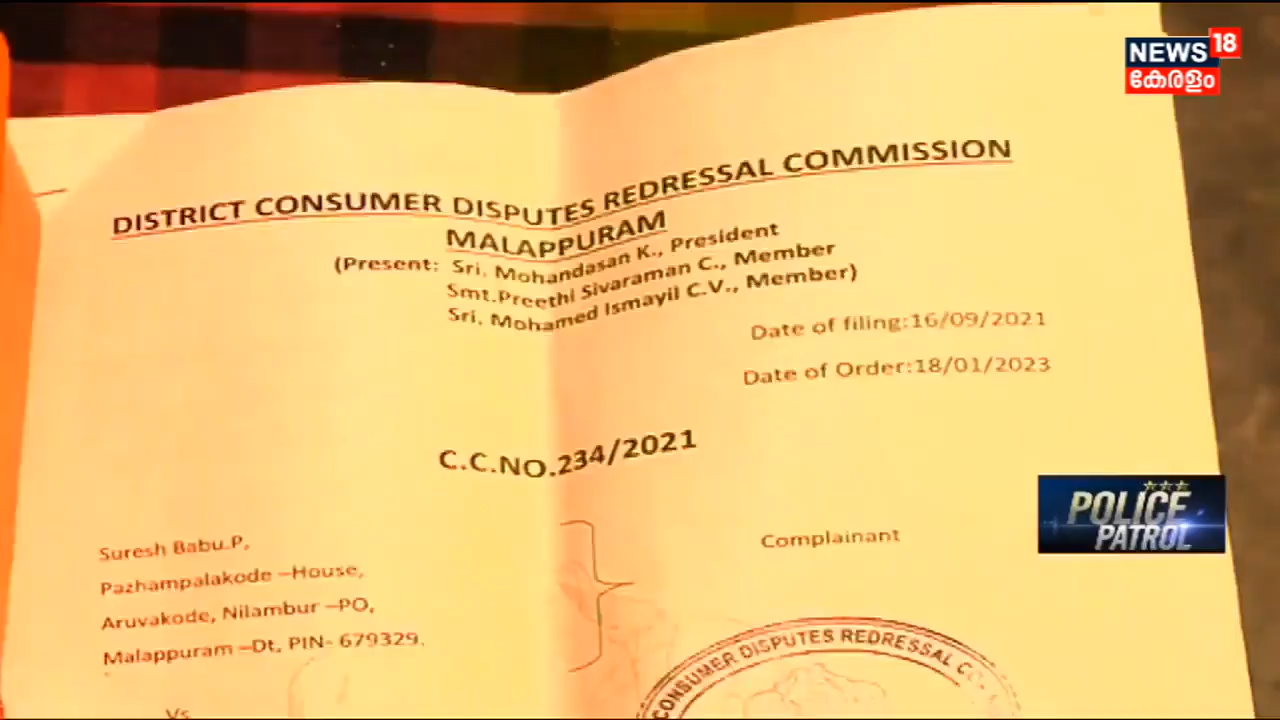 NEWS 18
കേരളം
DISTRICT CONSUMER DISPUTES REDRESSAL COMMISSION
MALAPPURAM
(Present: Sri. Mohandasan K., President
Smt.Preethi Sivaraman C., Member
Sri. Mohamed Ismayil C.V., Member)
Date of filing:16/09/2021
Date of Order:18/01/2023
C.C.NO.234/2021
Suresh Babu.P,
Pazhampalakode –House,
Aruvakode, Nilambur –PO,
Malappuram –Dt, PIN- 679329.
Complainant
POLICE
PATROL
CONSUMER DISPUTES REDRESSAL
Vs